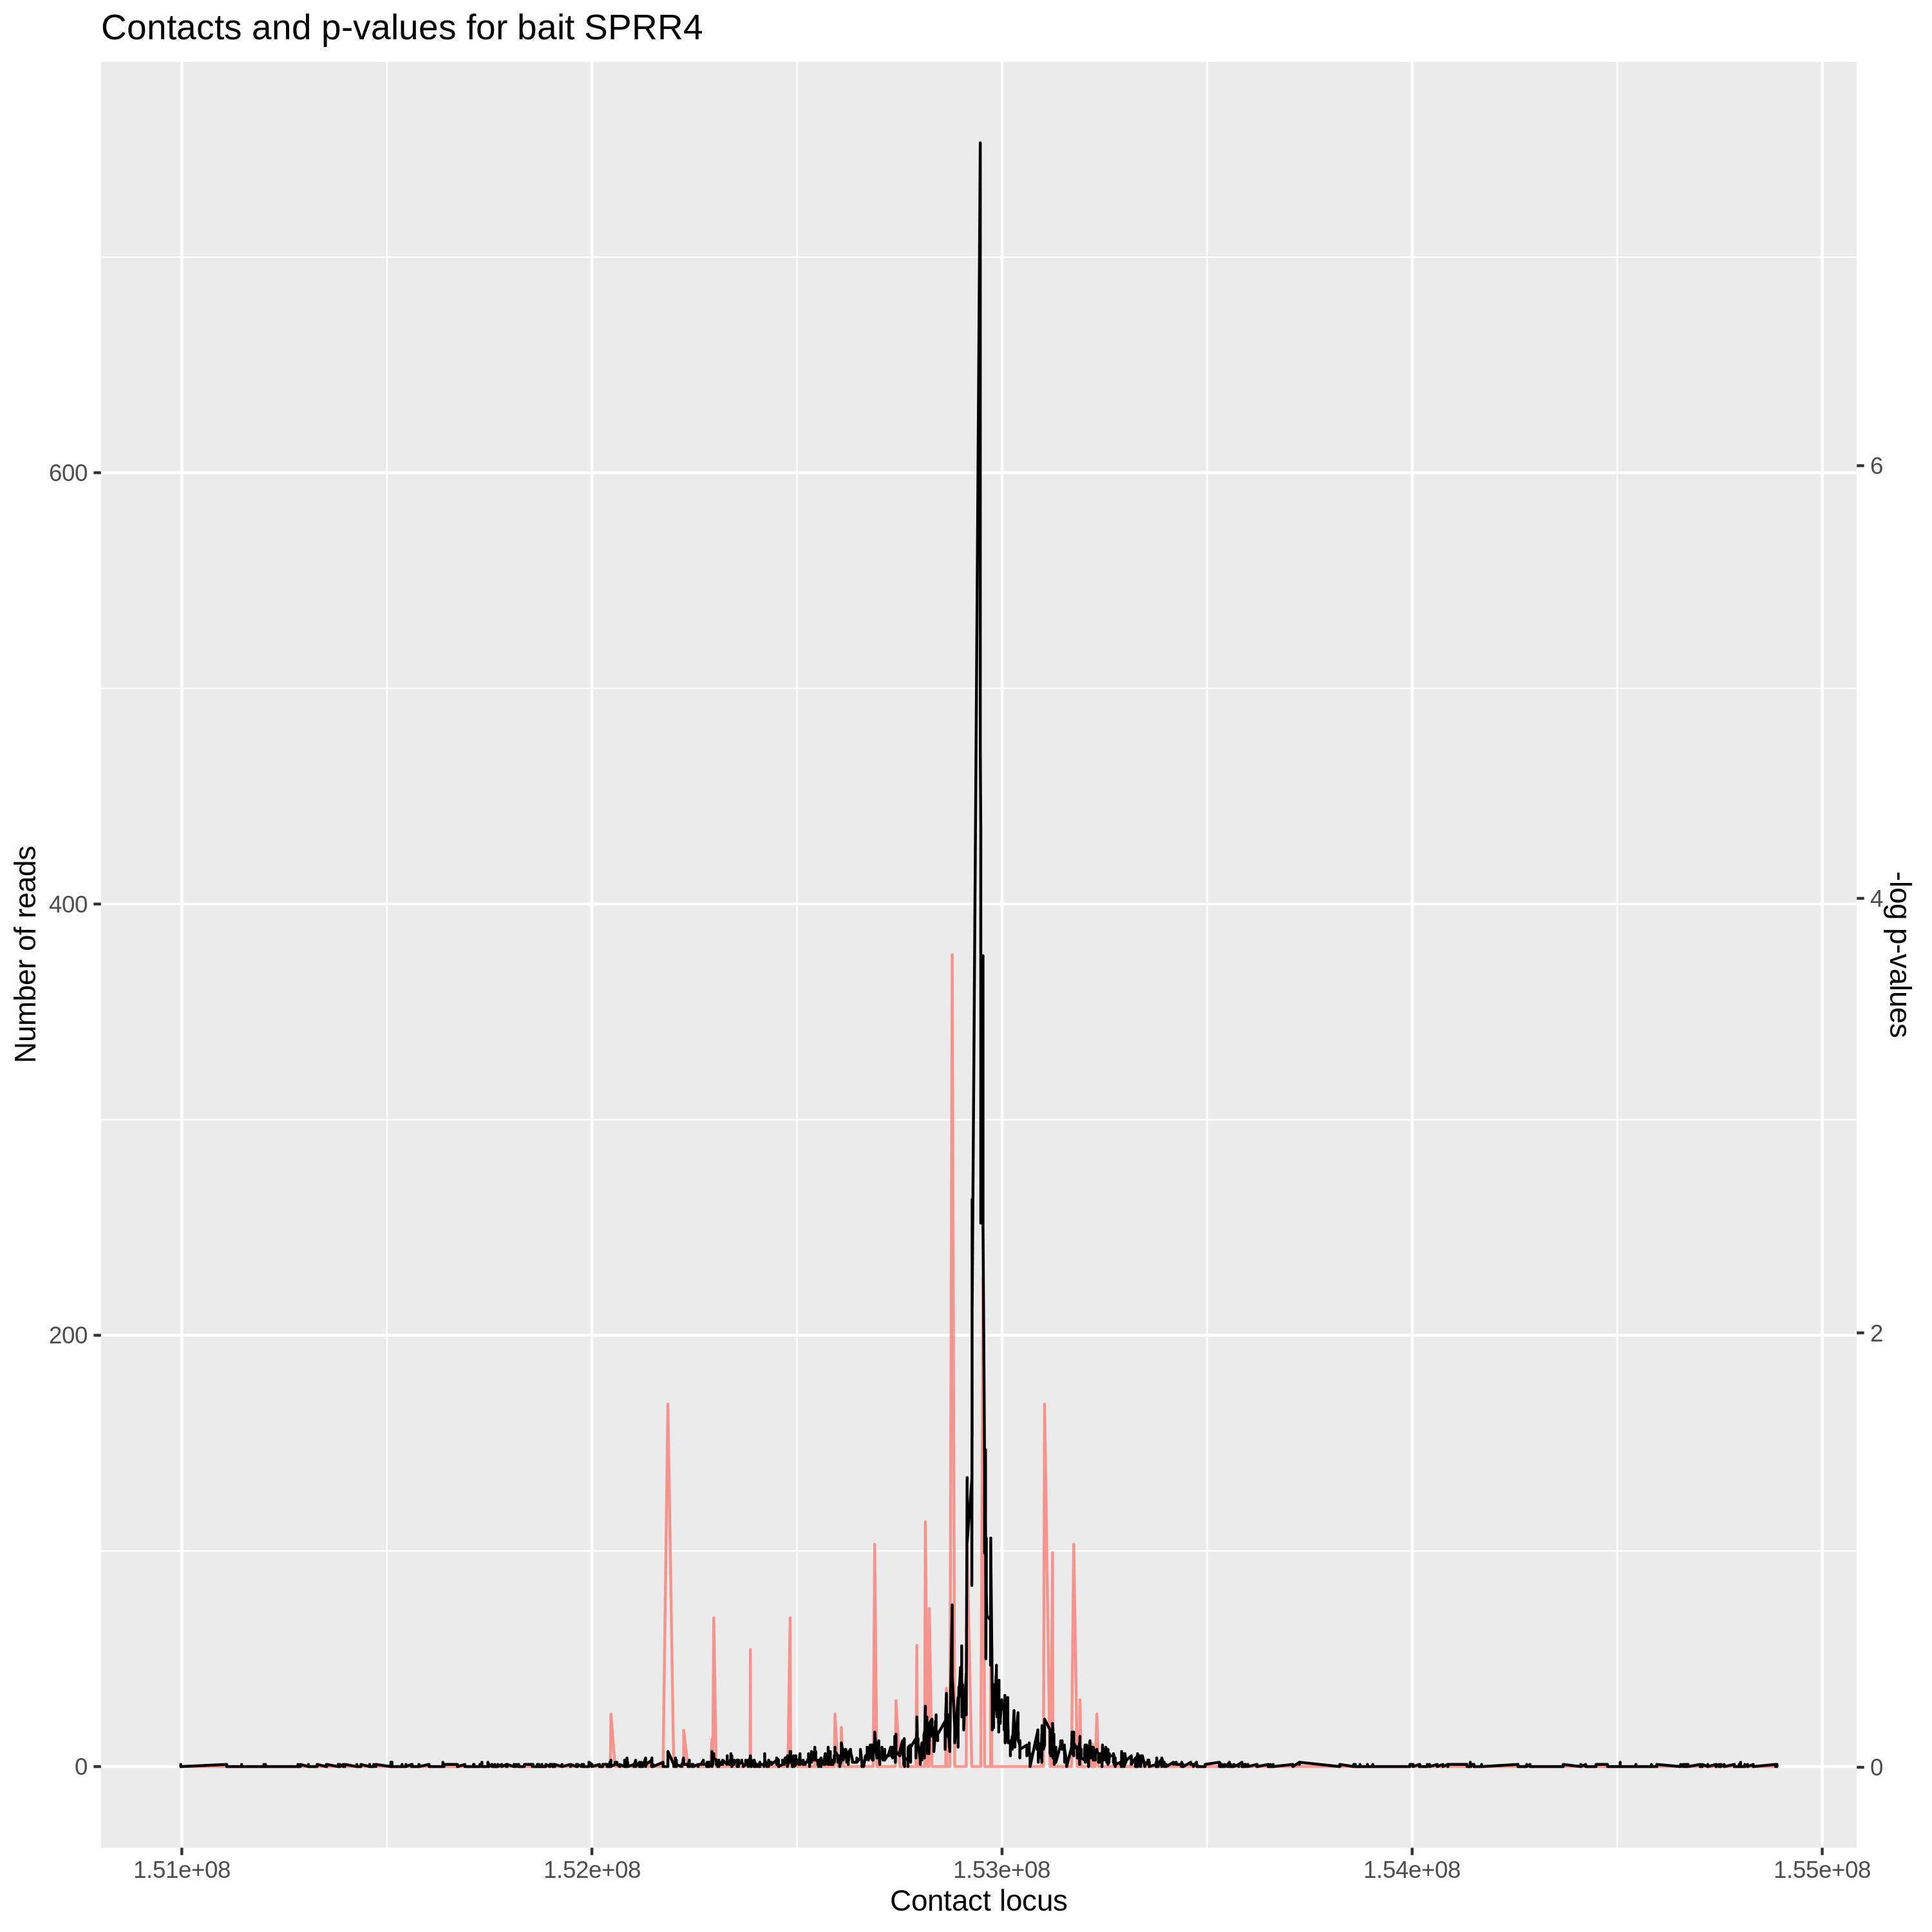 Contacts and p-values for bait SPRR4
Number of reads
600
400
200
0
6
4
2
0
-log p-values
1.51e+08
1.52e+08
1.53e+08
1.54e+08
1.55e+08
Contact locus